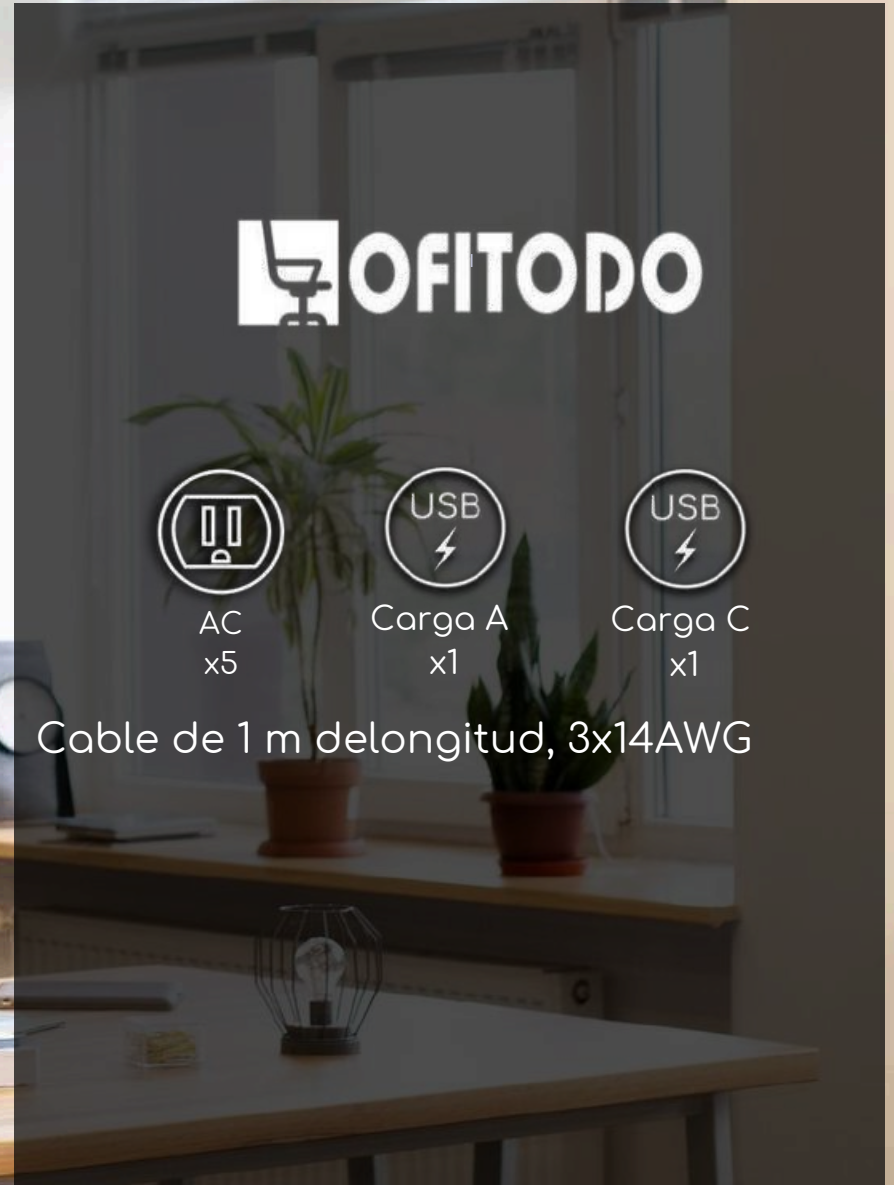 OFITODO
USB
USB
AC
Carga A
Carga C
x5
x1
x1
Cable de 1 m delongitud, 3x14AWG